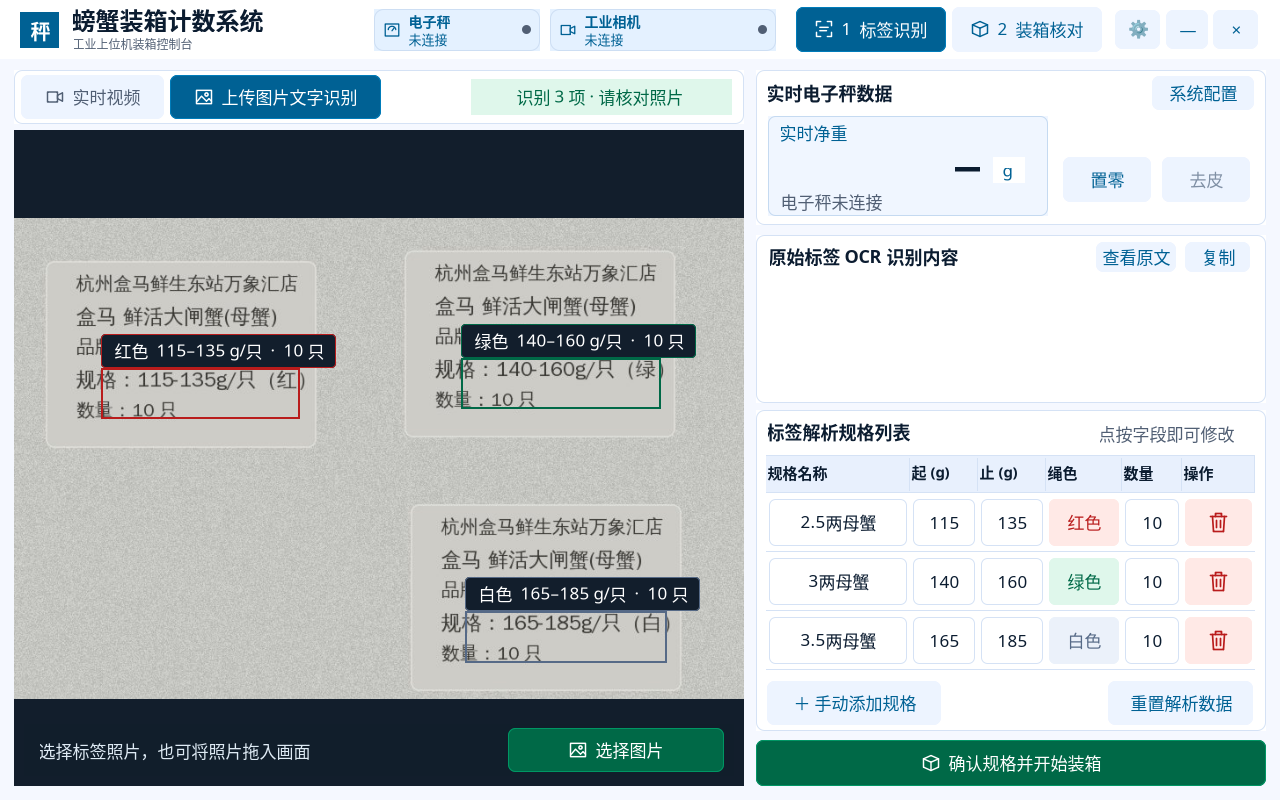 秤
螃蟹装箱计数系统
工业上位机装箱控制台
电子秤
未连接
工业相机
未连接
1 标签识别
2 装箱核对
— ×
实时视频
上传图片文字识别
识别 3 项 · 请核对照片
杭州盒马鲜生东站万象汇店
盒马 鲜活大闸蟹(母蟹)
品
红色 115–135 g/只 · 10 只
规格：115-135g/只（红）
数量：10 只
杭州盒马鲜生东站万象汇店
盒马 鲜活大闸蟹(母蟹)
品
绿色 140–160 g/只 · 10 只
规格：140-160g/只（绿）
数量：10 只
杭州盒马鲜生东站万象汇店
盒马 鲜活大闸蟹(母蟹)
品
白色 165–185 g/只 · 10 只
规格：165-185g/只（白）
数量：10 只
选择标签照片，也可将照片拖入画面
选择图片
实时电子秤数据
系统配置
实时净重
— g
电子秤未连接
置零
去皮
原始标签 OCR 识别内容
查看原文
复制
标签解析规格列表
点按字段即可修改
规格名称 起 (g) 止 (g) 绳色 数量 操作
2.5两母蟹 115 135 红色 10
3两母蟹 140 160 绿色 10
3.5两母蟹 165 185 白色 10
＋ 手动添加规格
重置解析数据
确认规格并开始装箱